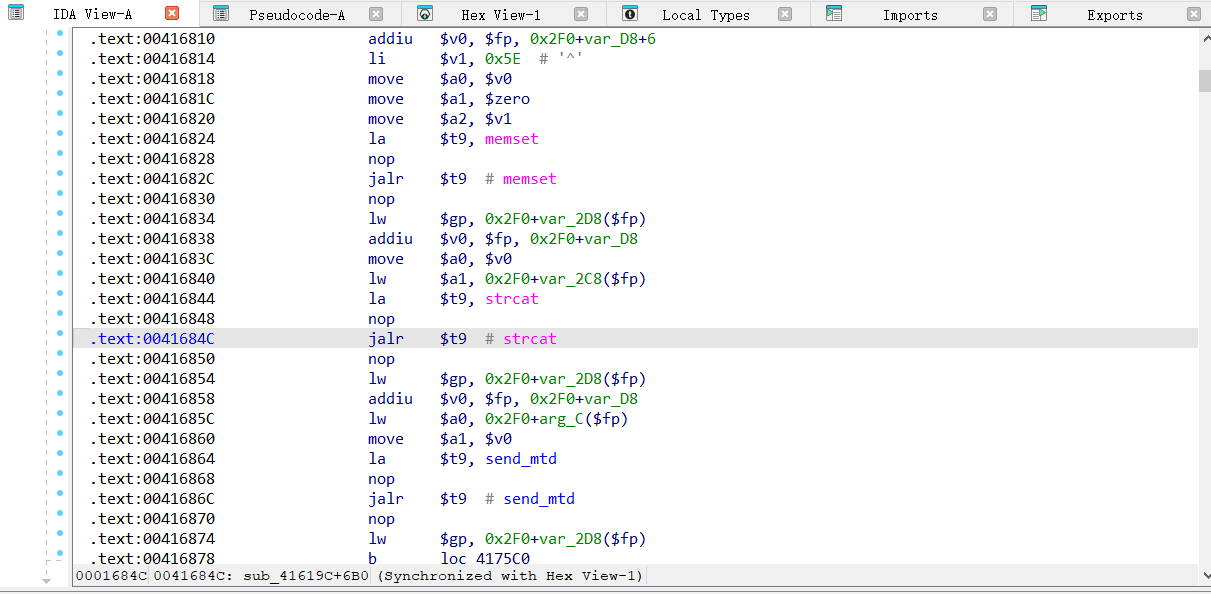 IDA View-A Pseudocode-A Hex View-1 Local Types Imports Exports
.text:00416810 addiu $v0, $fp, 0x2F0+var_D8+6
.text:00416814 li $v1, 0x5E # '^'
.text:00416818 move $a0, $v0
.text:0041681C move $a1, $zero
.text:00416820 move $a2, $v1
.text:00416824 la $t9, memset
.text:00416828 nop
.text:0041682C jalr $t9 # memset
.text:00416830 nop
.text:00416834 lw $gp, 0x2F0+var_2D8($fp)
.text:00416838 addiu $v0, $fp, 0x2F0+var_D8
.text:0041683C move $a0, $v0
.text:00416840 lw $a1, 0x2F0+var_2C8($fp)
.text:00416844 la $t9, strcat
.text:00416848 nop
.text:0041684C jalr $t9 # strcat
.text:00416850 nop
.text:00416854 lw $gp, 0x2F0+var_2D8($fp)
.text:00416858 addiu $v0, $fp, 0x2F0+var_D8
.text:0041685C lw $a0, 0x2F0+arg_C($fp)
.text:00416860 move $a1, $v0
.text:00416864 la $t9, send_mtd
.text:00416868 nop
.text:0041686C jalr $t9 # send_mtd
.text:00416870 nop
.text:00416874 lw $gp, 0x2F0+var_2D8($fp)
.text:00416878 b loc_4175C0
0001684C 0041684C: sub_41619C+6B0 (Synchronized with Hex View-1)